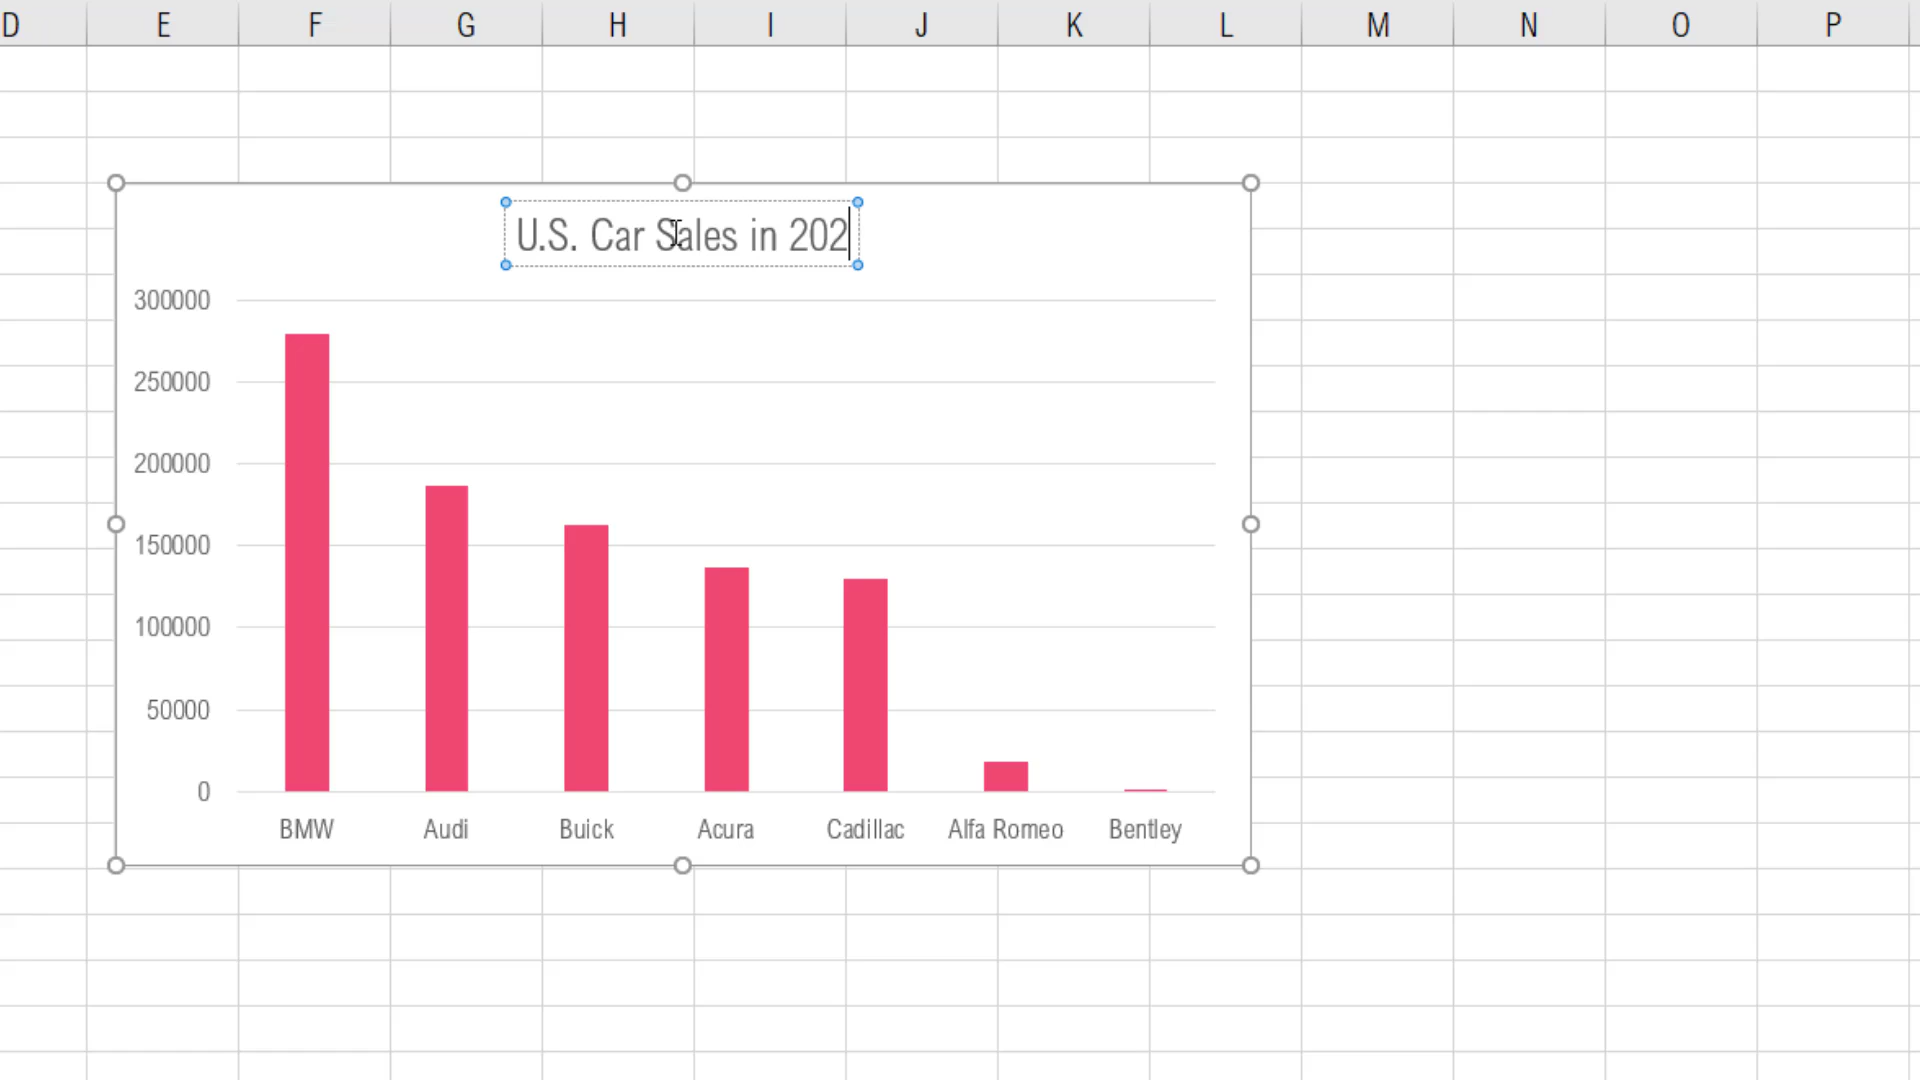 D E F G H I J K L M N O P
U.S. Car Sales in 202
300000
250000
200000
150000
100000
50000
0
BMW Audi Buick Acura Cadillac Alfa Romeo Bentley